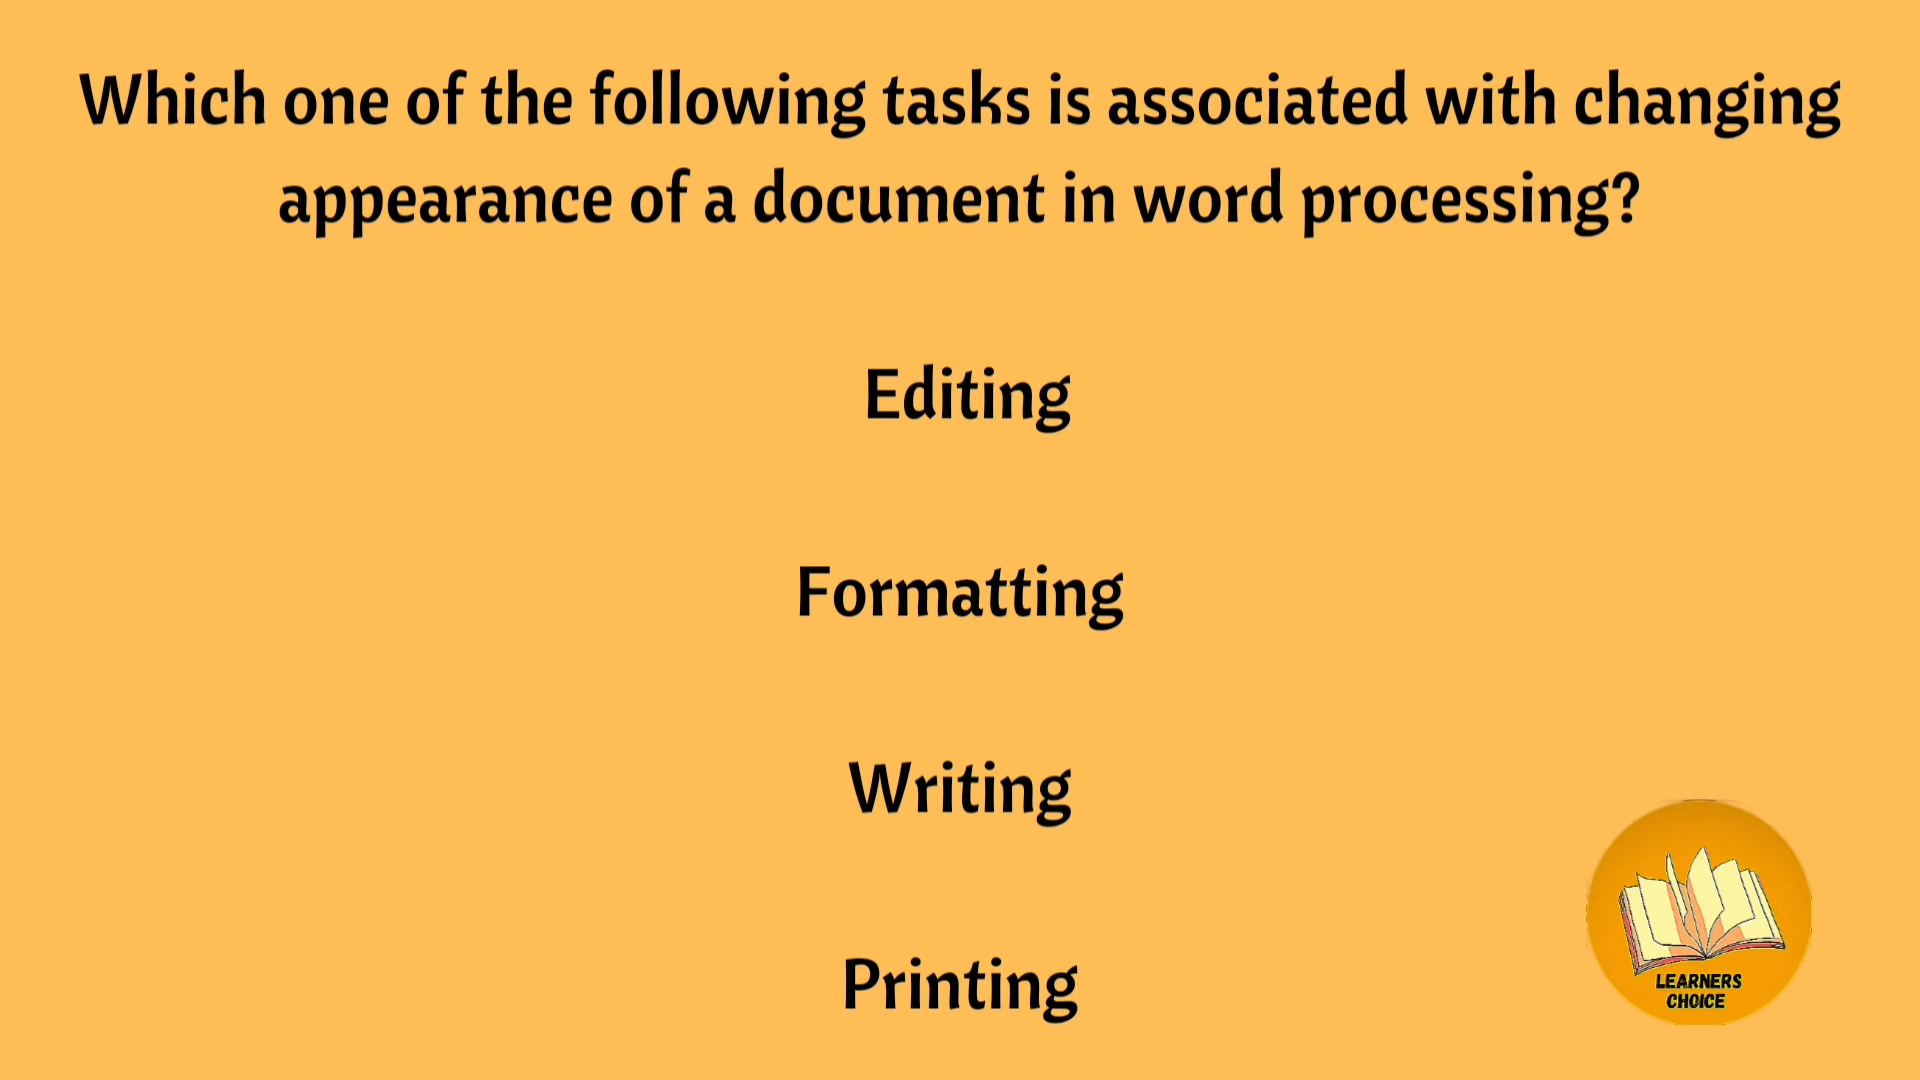 Which one of the following tasks is associated with changing
appearance of a document in word processing?
Editing
Formatting
Writing
Printing
LEARNERS
CHOICE